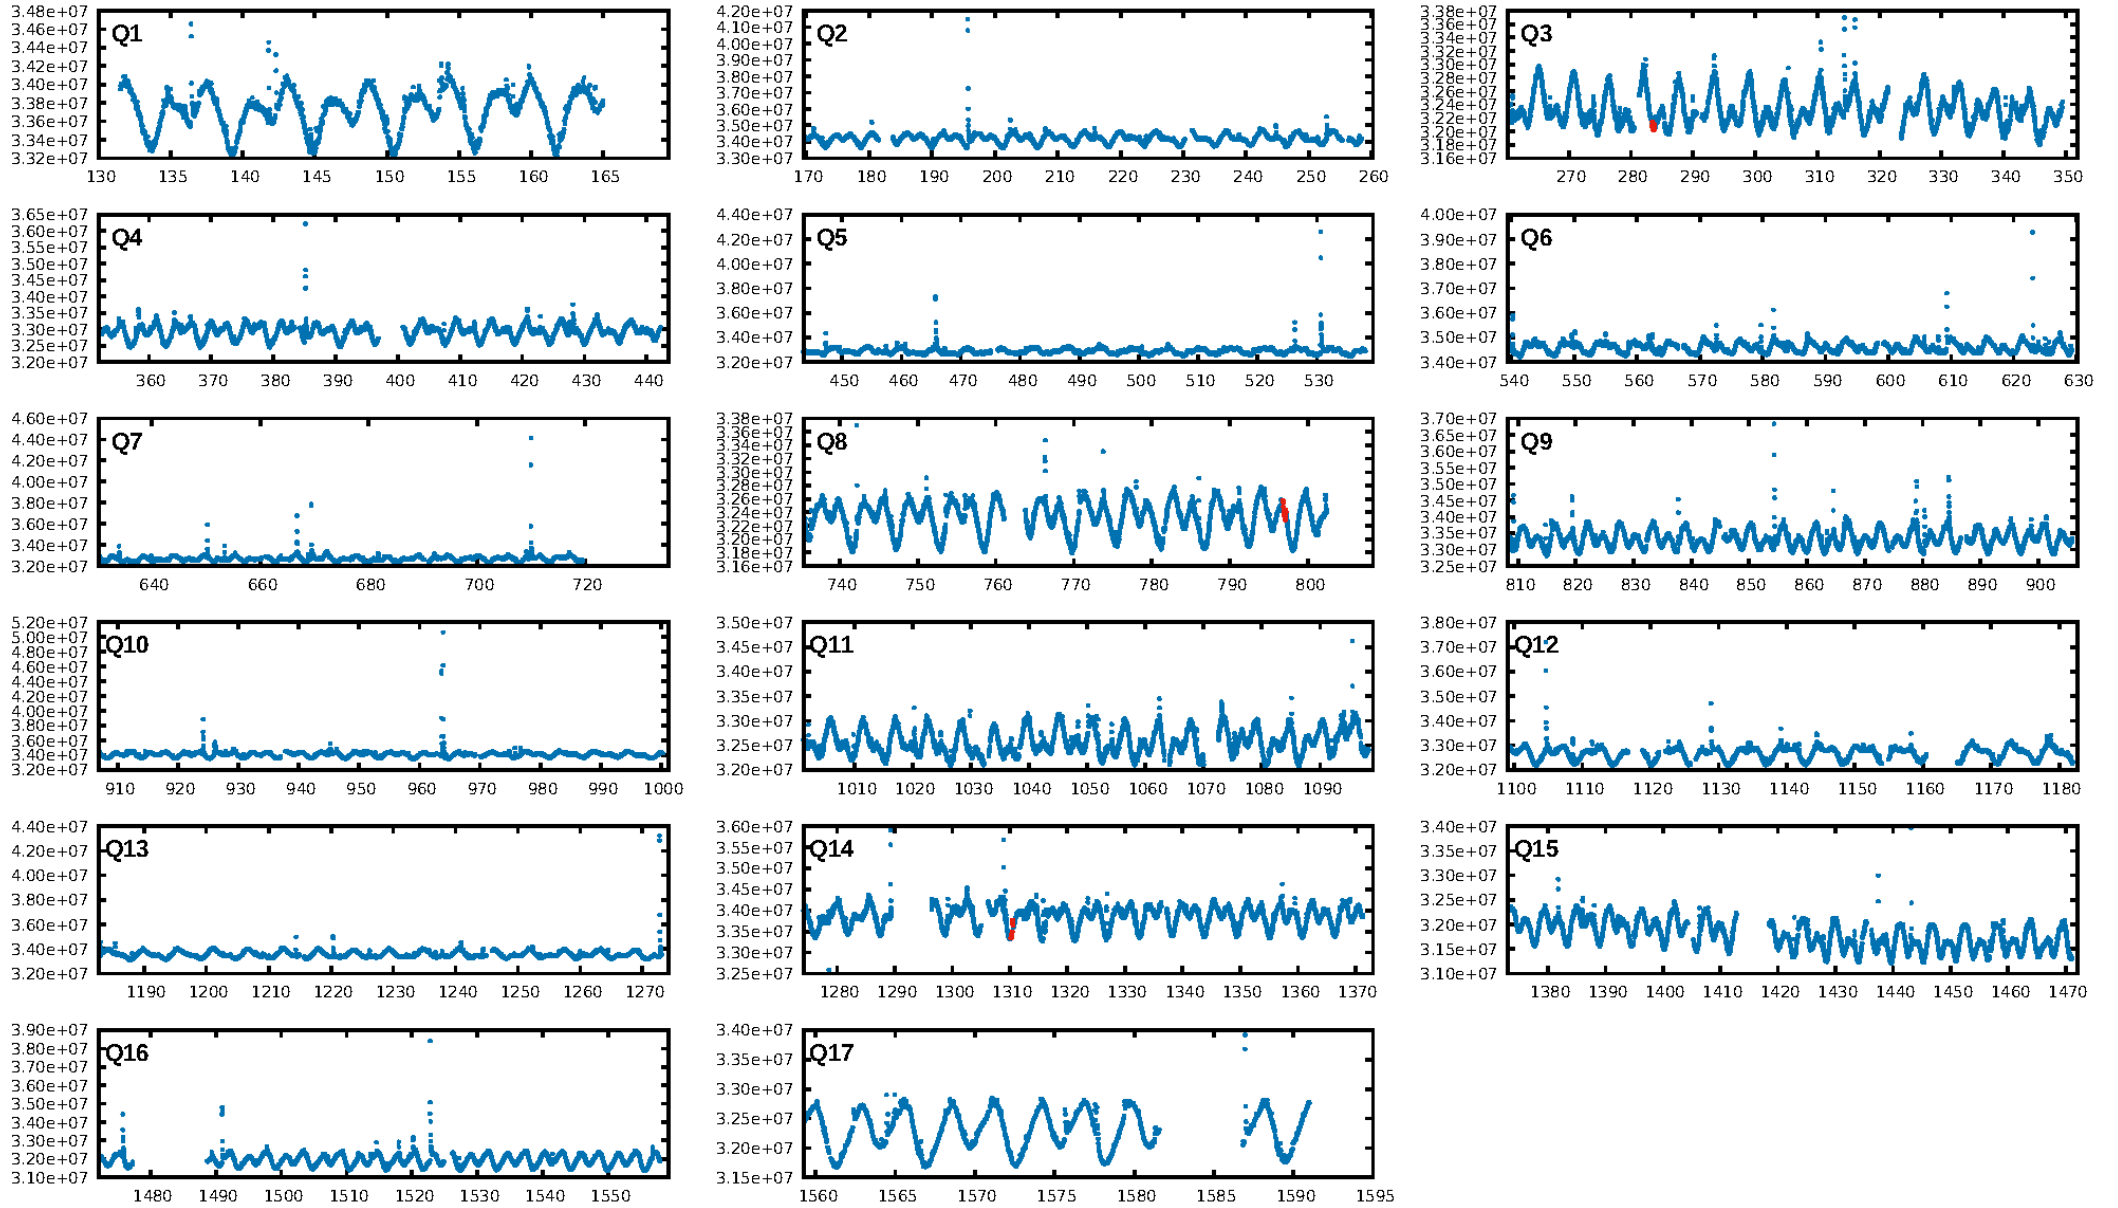 Q1
3.48e+07
3.46e+07
3.44e+07
3.42e+07
3.40e+07
3.38e+07
3.36e+07
3.34e+07
3.32e+07
130 135 140 145 150 155 160 165
Q2
4.20e+07
4.10e+07
4.00e+07
3.90e+07
3.80e+07
3.70e+07
3.60e+07
3.50e+07
3.40e+07
3.30e+07
170 180 190 200 210 220 230 240 250 260
Q3
3.38e+07
3.36e+07
3.34e+07
3.32e+07
3.30e+07
3.28e+07
3.26e+07
3.24e+07
3.22e+07
3.20e+07
3.18e+07
3.16e+07
270 280 290 300 310 320 330 340 350
Q4
3.65e+07
3.60e+07
3.55e+07
3.50e+07
3.45e+07
3.40e+07
3.35e+07
3.30e+07
3.25e+07
3.20e+07
360 370 380 390 400 410 420 430 440
Q5
4.40e+07
4.20e+07
4.00e+07
3.80e+07
3.60e+07
3.40e+07
3.20e+07
450 460 470 480 490 500 510 520 530
Q6
4.00e+07
3.90e+07
3.80e+07
3.70e+07
3.60e+07
3.50e+07
3.40e+07
540 550 560 570 580 590 600 610 620 630
Q7
4.60e+07
4.40e+07
4.20e+07
4.00e+07
3.80e+07
3.60e+07
3.40e+07
3.20e+07
640 660 680 700 720
Q8
3.38e+07
3.36e+07
3.34e+07
3.32e+07
3.30e+07
3.28e+07
3.26e+07
3.24e+07
3.22e+07
3.20e+07
3.18e+07
3.16e+07
740 750 760 770 780 790 800
Q9
3.70e+07
3.65e+07
3.60e+07
3.55e+07
3.50e+07
3.45e+07
3.40e+07
3.35e+07
3.30e+07
3.25e+07
810 820 830 840 850 860 870 880 890 900
Q10
5.20e+07
5.00e+07
4.80e+07
4.60e+07
4.40e+07
4.20e+07
4.00e+07
3.80e+07
3.60e+07
3.40e+07
3.20e+07
910 920 930 940 950 960 970 980 990 1000
Q11
3.50e+07
3.45e+07
3.40e+07
3.35e+07
3.30e+07
3.25e+07
3.20e+07
1010 1020 1030 1040 1050 1060 1070 1080 1090
Q12
3.80e+07
3.70e+07
3.60e+07
3.50e+07
3.40e+07
3.30e+07
3.20e+07
1100 1110 1120 1130 1140 1150 1160 1170 1180
Q13
4.40e+07
4.20e+07
4.00e+07
3.80e+07
3.60e+07
3.40e+07
3.20e+07
1190 1200 1210 1220 1230 1240 1250 1260 1270
Q14
3.60e+07
3.55e+07
3.50e+07
3.45e+07
3.40e+07
3.35e+07
3.30e+07
3.25e+07
1280 1290 1300 1310 1320 1330 1340 1350 1360 1370
Q15
3.40e+07
3.35e+07
3.30e+07
3.25e+07
3.20e+07
3.15e+07
3.10e+07
1380 1390 1400 1410 1420 1430 1440 1450 1460 1470
Q16
3.90e+07
3.80e+07
3.70e+07
3.60e+07
3.50e+07
3.40e+07
3.30e+07
3.20e+07
3.10e+07
1480 1490 1500 1510 1520 1530 1540 1550
Q17
3.40e+07
3.35e+07
3.30e+07
3.25e+07
3.20e+07
3.15e+07
1560 1565 1570 1575 1580 1585 1590 1595